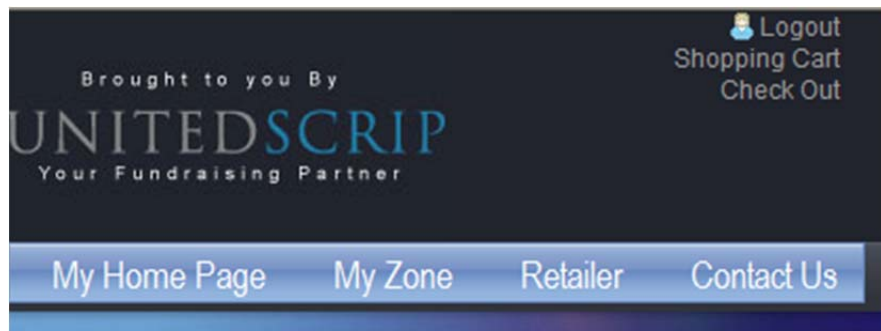 Logout
Shopping Cart
Check Out
Brought to you By
UNITEDSCRIP
Your Fundraising Partner
My Home Page My Zone Retailer Contact Us